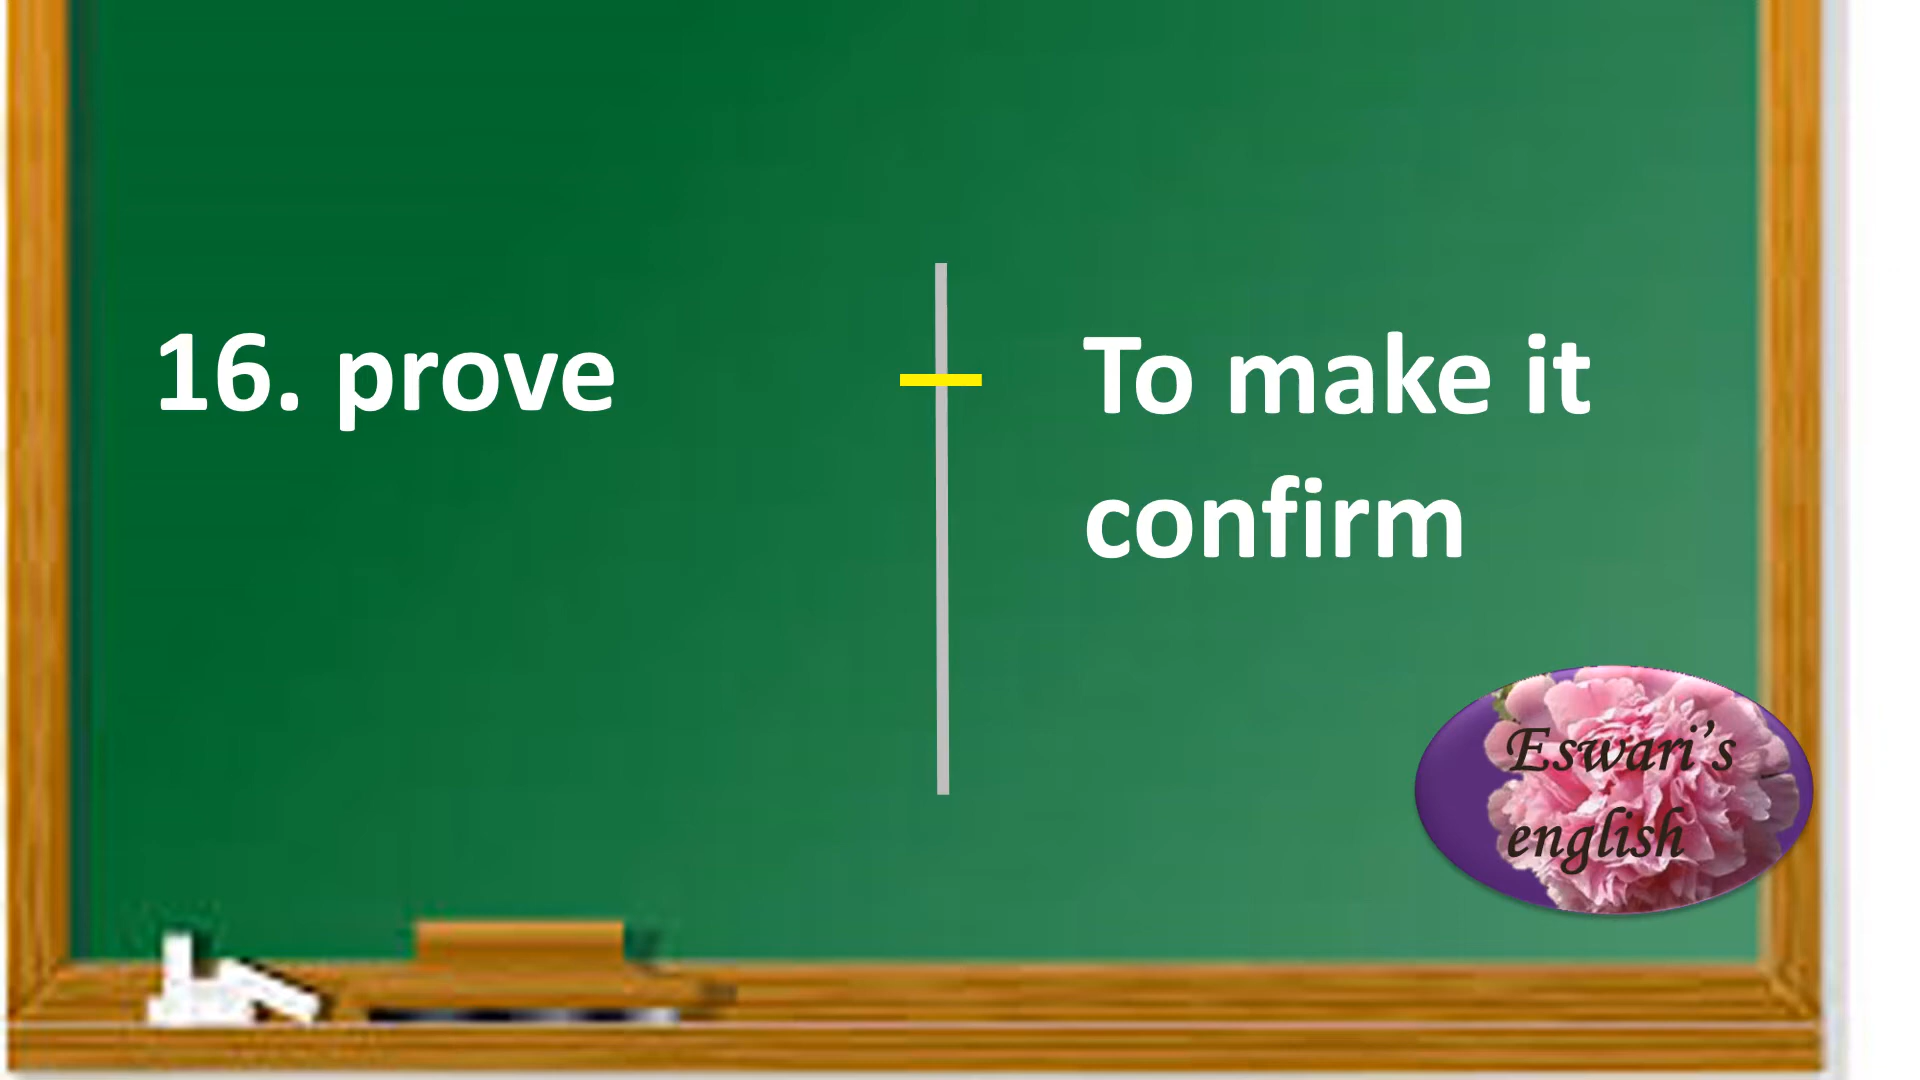 16. prove
To make it
confirm
Eswari's
english